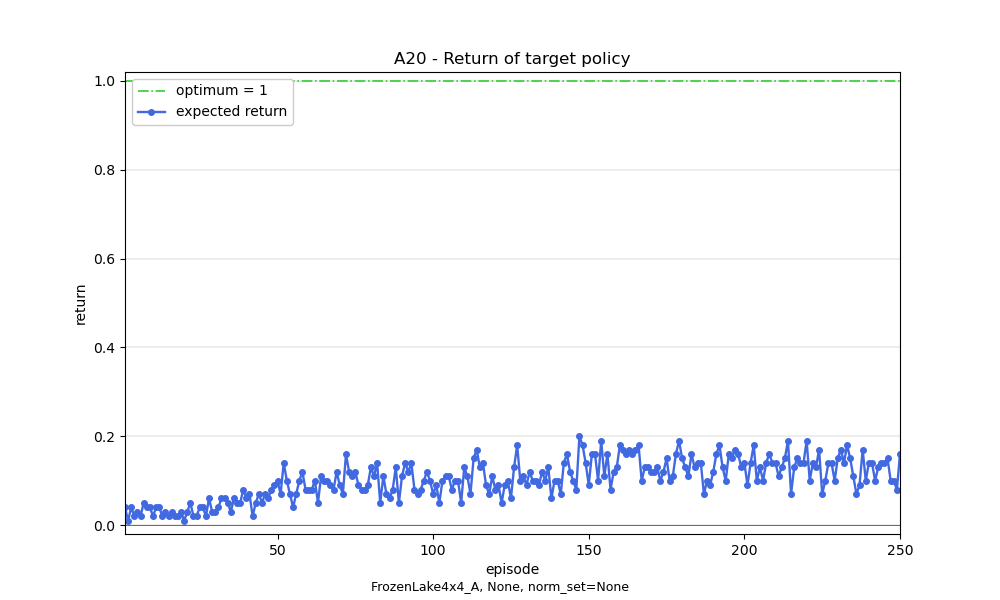 A20 - Return of target policy
optimum = 1
expected return
1.0
0.8
0.6
0.4
0.2
0.0
return
50
100
150
200
250
episode
FrozenLake4x4_A, None, norm_set=None